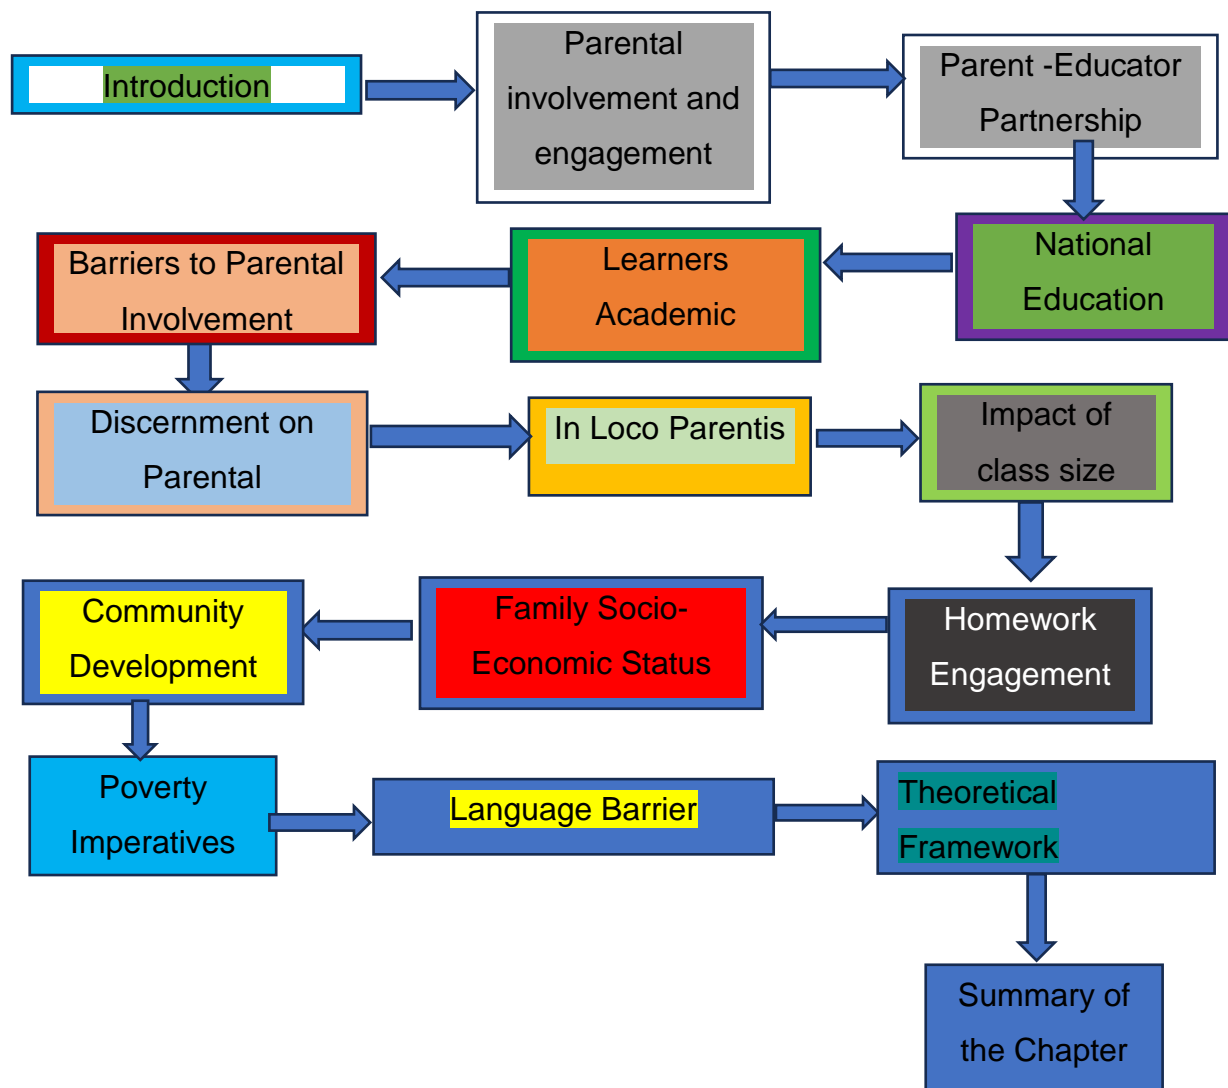 Introduction
Parental
involvement and
engagement
Parent -Educator
Partnership
National
Education
Learners
Academic
Barriers to Parental
Involvement
Discernment on
Parental
In Loco Parentis
Impact of
class size
Homework
Engagement
Family Socio-
Economic Status
Community
Development
Poverty
Imperatives
Language Barrier
Theoretical
Framework
Summary of
the Chapter